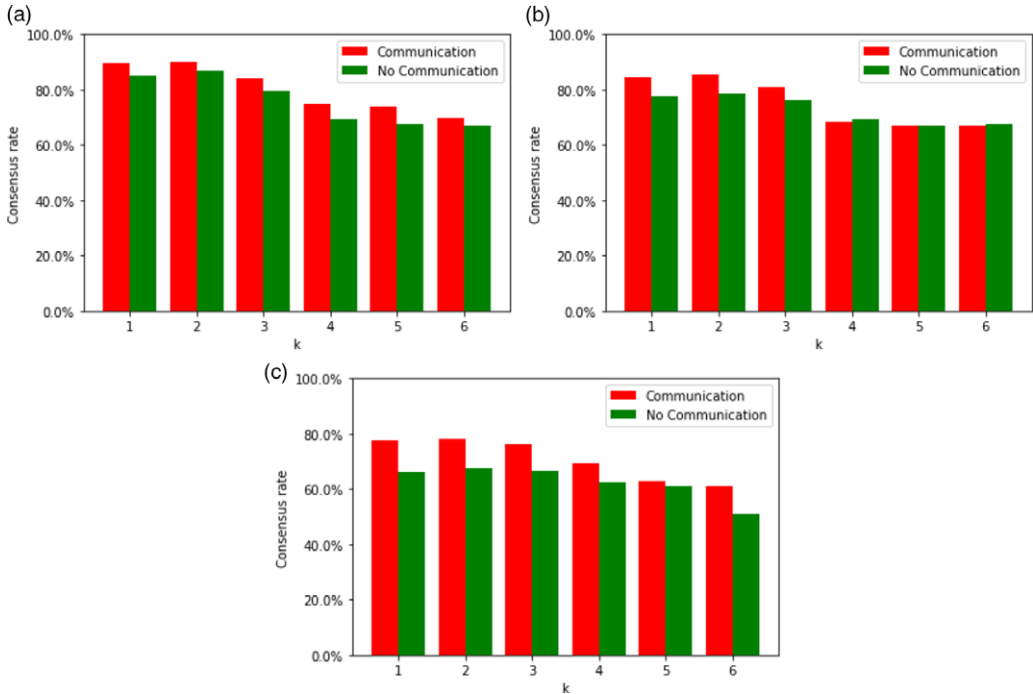 (a)
100.0%
80.0%
60.0%
40.0%
20.0%
0.0%
Consensus rate
Communication
No Communication
1 2 3 4 5 6
k
(b)
100.0%
80.0%
60.0%
40.0%
20.0%
0.0%
Consensus rate
Communication
No Communication
1 2 3 4 5 6
k
(c)
100.0%
80.0%
60.0%
40.0%
20.0%
0.0%
Consensus rate
Communication
No Communication
1 2 3 4 5 6
k